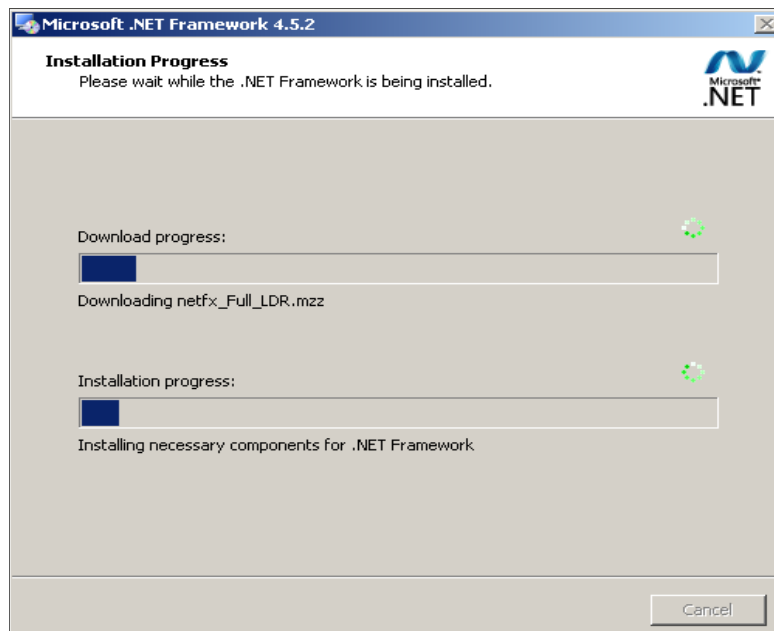 Microsoft .NET Framework 4.5.2
Installation Progress
Please wait while the .NET Framework is being installed.
Microsoft®
.NET
Download progress:
Downloading netfx_Full_LDR.mzz
Installation progress:
Installing necessary components for .NET Framework
Cancel